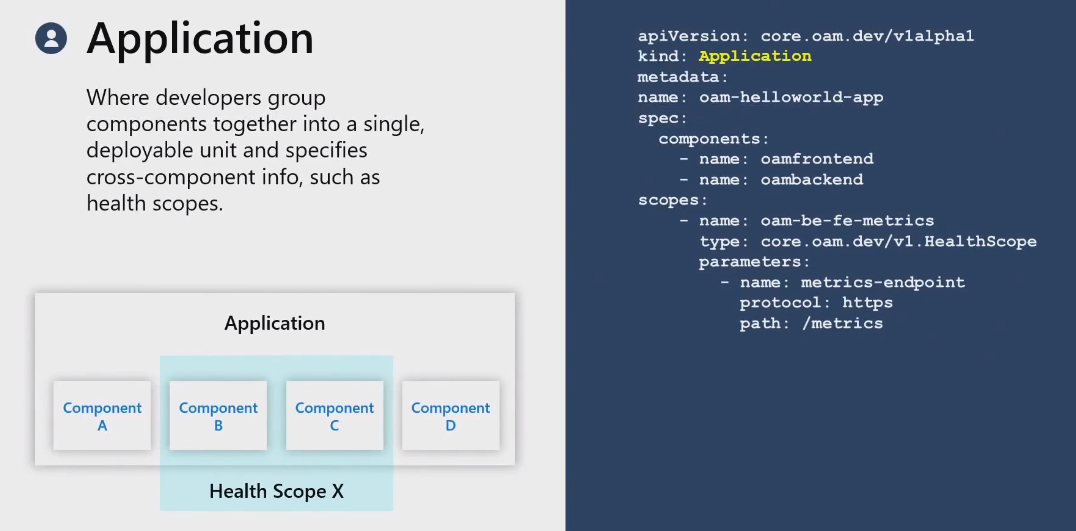 Application
Where developers group
components together into a single,
deployable unit and specifies
cross-component info, such as
health scopes.
Application
Component
A
Component
B
Component
C
Component
D
Health Scope X
apiVersion: core.oam.dev/v1alpha1
kind: Application
metadata:
name: oam-helloworld-app
spec:
  components:
    - name: oamfrontend
    - name: oambackend
scopes:
    - name: oam-be-fe-metrics
      type: core.oam.dev/v1.HealthScope
      parameters:
        - name: metrics-endpoint
          protocol: https
          path: /metrics